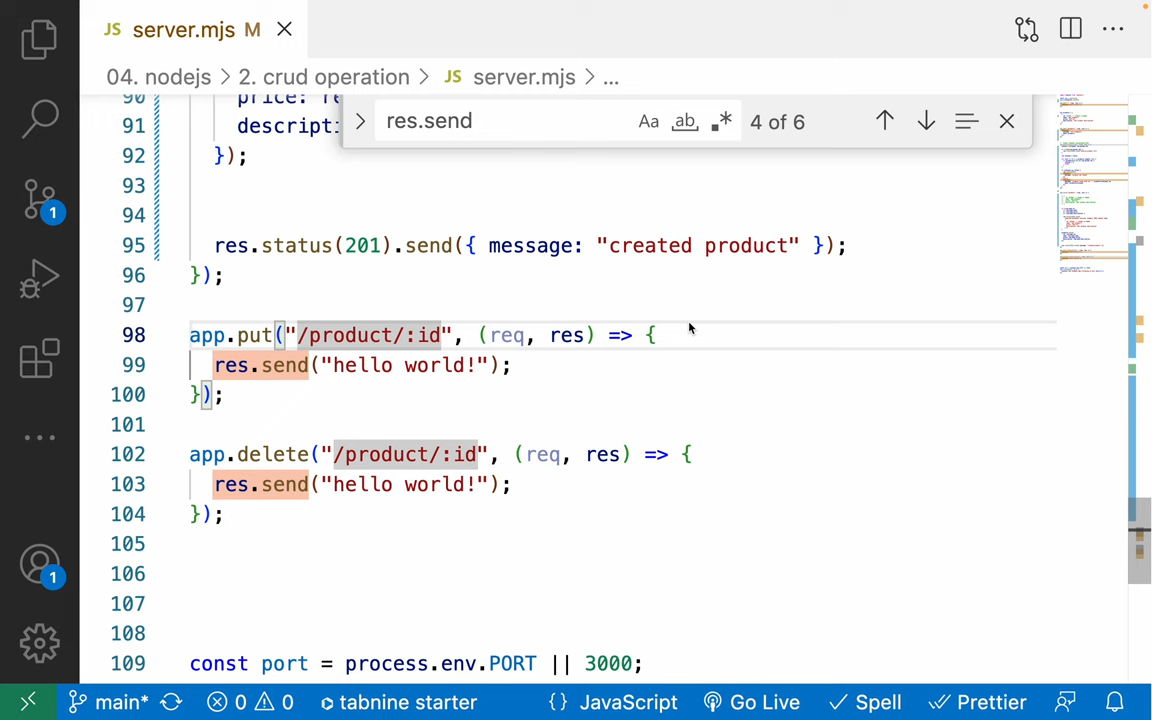 JS server.mjs M
04. nodejs > 2. crud operation > JS server.mjs > ...
res.send Aa ab .* 4 of 6
90 price: re
91 descripti
92 });
93
94
95 res.status(201).send({ message: "created product" });
96 });
97
98 app.put("/product/:id", (req, res) => {
99 res.send("hello world!");
100 });
101
102 app.delete("/product/:id", (req, res) => {
103 res.send("hello world!");
104 });
105
106
107
108
109 const port = process.env.PORT || 3000;
1
1
main* 0 0 tabnine starter {} JavaScript Go Live Spell Prettier